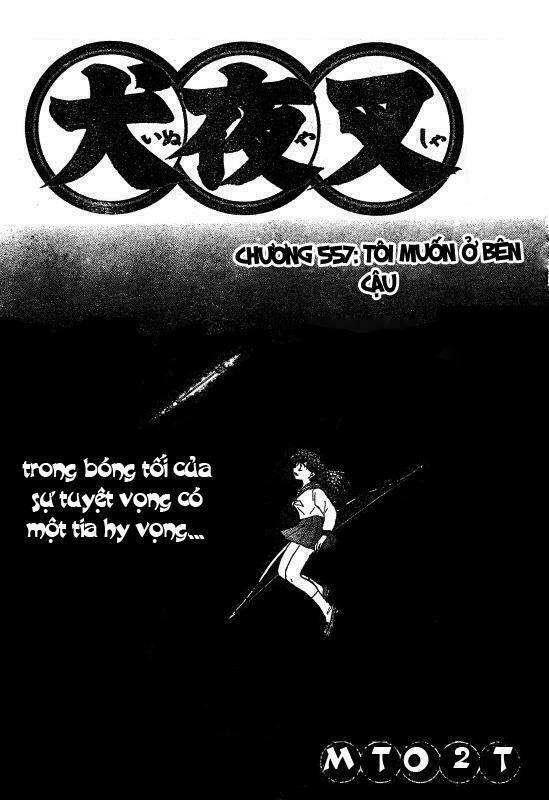 犬夜叉
いぬ や しゃ
CHƯƠNG 557: TÔI MUỐN Ở BÊN
CẬU
trong bóng tối của
sự tuyệt vọng có
một tia hy vọng...
MTO2T